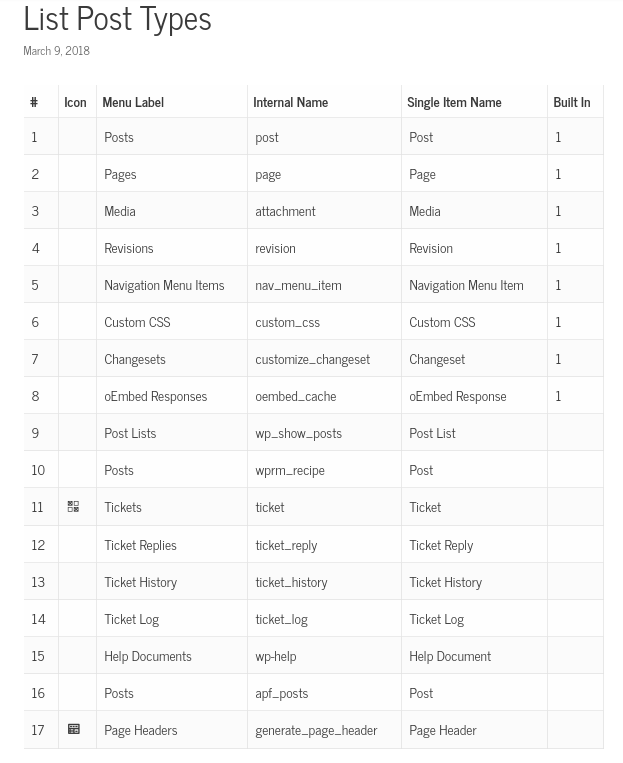 List Post Types
March 9, 2018
# Icon Menu Label Internal Name Single Item Name Built In
1 Posts post Post 1
2 Pages page Page 1
3 Media attachment Media 1
4 Revisions revision Revision 1
5 Navigation Menu Items nav_menu_item Navigation Menu Item 1
6 Custom CSS custom_css Custom CSS 1
7 Changesets customize_changeset Changeset 1
8 oEmbed Responses oembed_cache oEmbed Response 1
9 Post Lists wp_show_posts Post List
10 Posts wprm_recipe Post
11 Tickets ticket Ticket
12 Ticket Replies ticket_reply Ticket Reply
13 Ticket History ticket_history Ticket History
14 Ticket Log ticket_log Ticket Log
15 Help Documents wp-help Help Document
16 Posts apf_posts Post
17 Page Headers generate_page_header Page Header